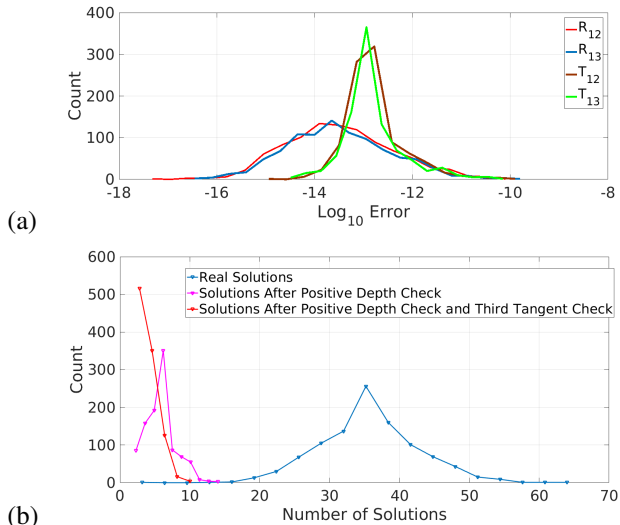 400
300
200
100
0
Count
-18
-16
-14
-12
-10
-8
Log10 Error
R12
R13
T12
T13
(a)
600
500
400
300
200
100
0
Count
Real Solutions
Solutions After Positive Depth Check
Solutions After Positive Depth Check and Third Tangent Check
0
10
20
30
40
50
60
70
Number of Solutions
(b)